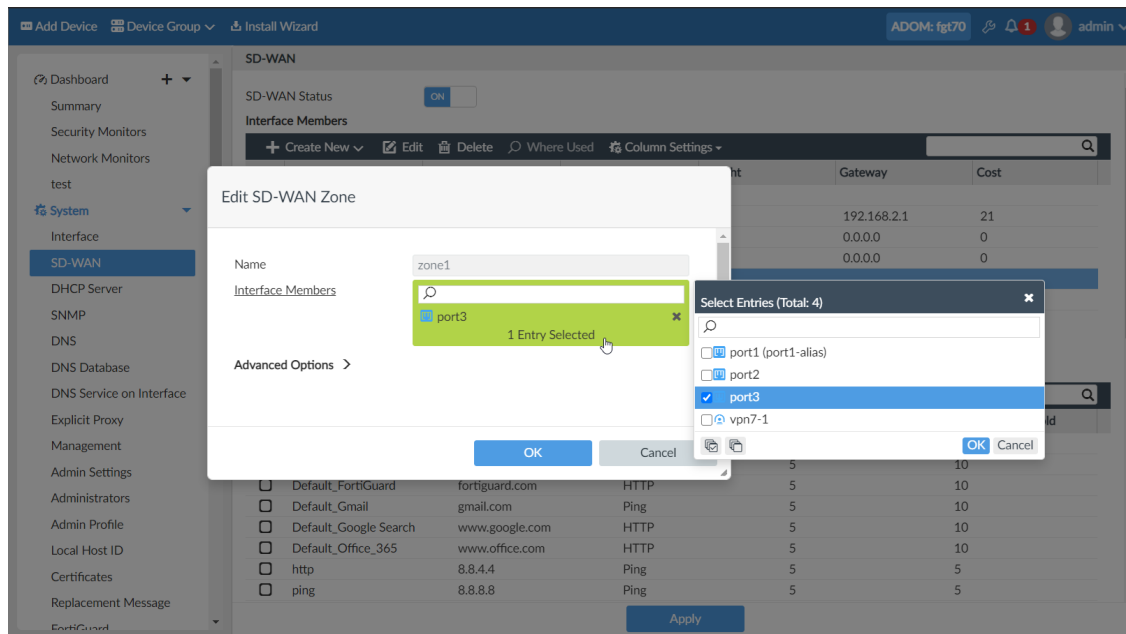 Add Device Device Group Install Wizard ADOM: fgt70 1 admin
Dashboard
Summary
Security Monitors
Network Monitors
test
System
Interface
SD-WAN
DHCP Server
SNMP
DNS
DNS Database
DNS Service on Interface
Explicit Proxy
Management
Admin Settings
Administrators
Admin Profile
Local Host ID
Certificates
Replacement Message
FortiGuard
SD-WAN
SD-WAN Status ON
Interface Members
Create New Edit Delete Where Used Column Settings
Gateway Cost
192.168.2.1 21
0.0.0.0 0
0.0.0.0 0
Edit SD-WAN Zone
Name zone1
Interface Members
port3
1 Entry Selected
Advanced Options
OK Cancel
Select Entries (Total: 4)
port1 (port1-alias)
port2
port3
vpn7-1
OK Cancel
5 10
Default_FortiGuard fortiguard.com HTTP 5 10
Default_Gmail gmail.com Ping 5 10
Default_Google Search www.google.com HTTP 5 10
Default_Office_365 www.office.com HTTP 5 10
http 8.8.4.4 Ping 5 5
ping 8.8.8.8 Ping 5 5
Apply